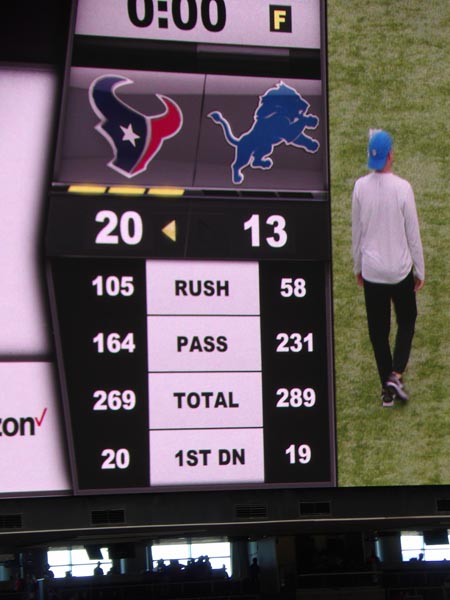 0:00 F
20 13
105 RUSH 58
164 PASS 231
269 TOTAL 289
20 1ST DN 19
zon